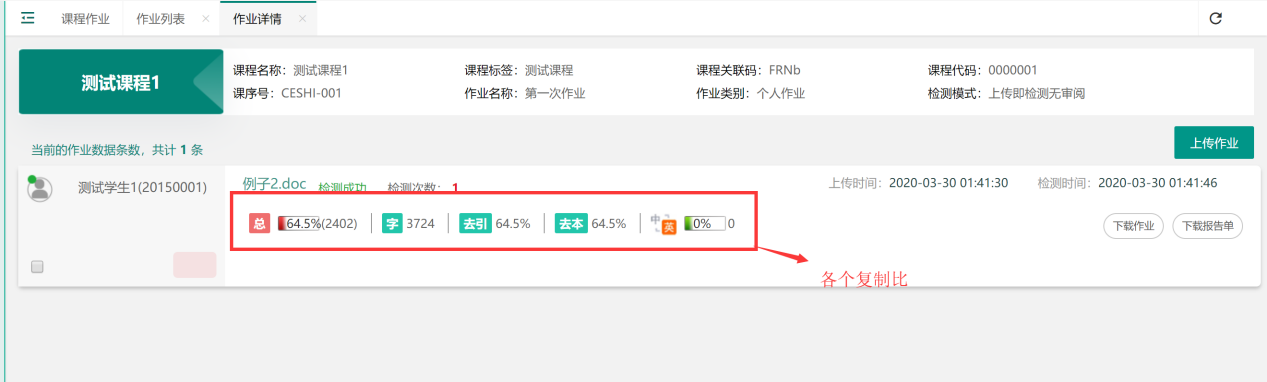 课程作业 作业列表 × 作业详情 ×
测试课程1
课程名称：测试课程1 课程标签：测试课程 课程关联码：FRNb 课程代码：0000001
课序号：CESHI-001 作业名称：第一次作业 作业类别：个人作业 检测模式：上传即检测无审阅
上传作业
当前的作业数据条数，共计 1 条
测试学生1(20150001)
例子2.doc 检测成功 检测次数：1 上传时间：2020-03-30 01:41:30 检测时间：2020-03-30 01:41:46
总 64.5%(2402) 字 3724 去引 64.5% 去本 64.5% 中 英 0% 0
下载作业 下载报告单
各个复制比